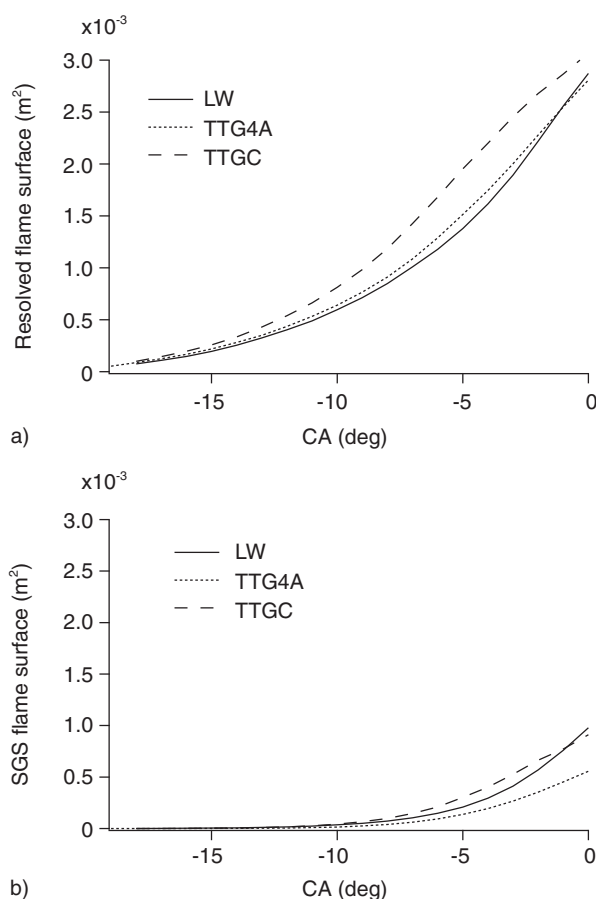 x10-3
3.0
2.5
2.0
1.5
1.0
0.5
0
Resolved flame surface (m2)
LW
TTG4A
TTGC
-15
-10
-5
0
CA (deg)
a)
x10-3
3.0
2.5
2.0
1.5
1.0
0.5
0
SGS flame surface (m2)
LW
TTG4A
TTGC
-15
-10
-5
0
CA (deg)
b)